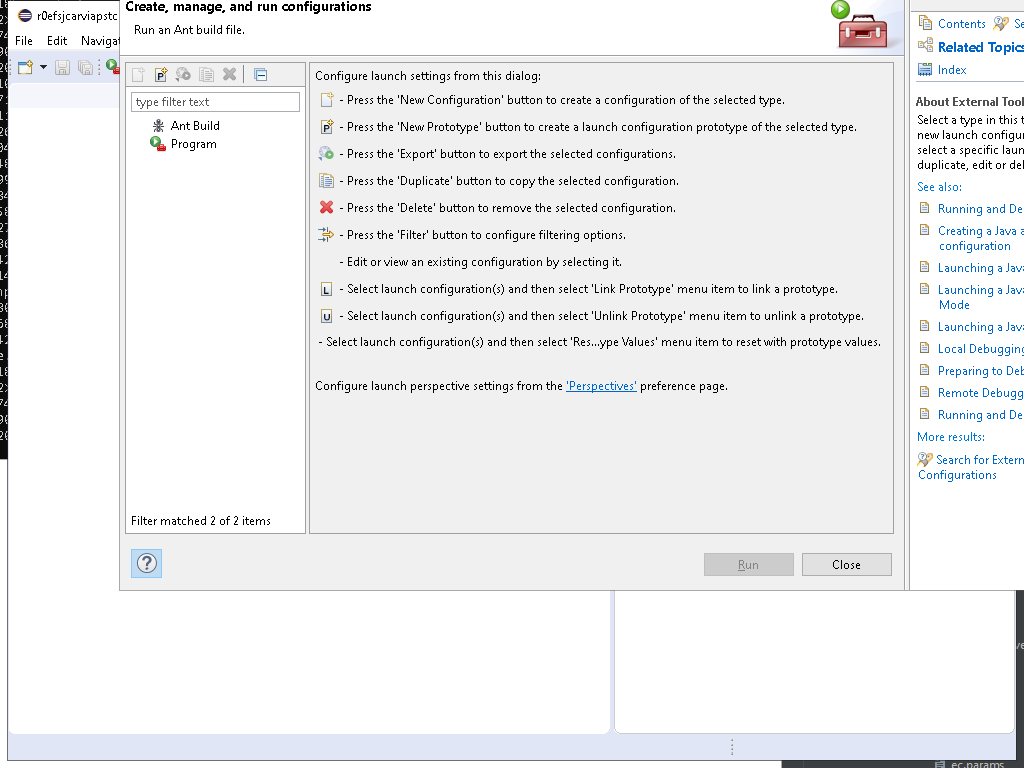 r0efsjcarviapstc
File Edit Navigat
Create, manage, and run configurations
Run an Ant build file.
type filter text
Ant Build
Program
Filter matched 2 of 2 items
Configure launch settings from this dialog:
- Press the 'New Configuration' button to create a configuration of the selected type.
- Press the 'New Prototype' button to create a launch configuration prototype of the selected type.
- Press the 'Export' button to export the selected configurations.
- Press the 'Duplicate' button to copy the selected configuration.
- Press the 'Delete' button to remove the selected configuration.
- Press the 'Filter' button to configure filtering options.
- Edit or view an existing configuration by selecting it.
L - Select launch configuration(s) and then select 'Link Prototype' menu item to link a prototype.
U - Select launch configuration(s) and then select 'Unlink Prototype' menu item to unlink a prototype.
- Select launch configuration(s) and then select 'Res...ype Values' menu item to reset with prototype values.
Configure launch perspective settings from the 'Perspectives' preference page.
Run Close
Contents Se
Related Topics
Index
About External Tool
Select a type in this t
new launch configur
select a specific laun
duplicate, edit or del
See also:
Running and De
Creating a Java a
configuration
Launching a Java
Launching a Java
Mode
Launching a Java
Local Debugging
Preparing to Deb
Remote Debugg
Running and De
More results:
Search for Extern
Configurations
ec.params